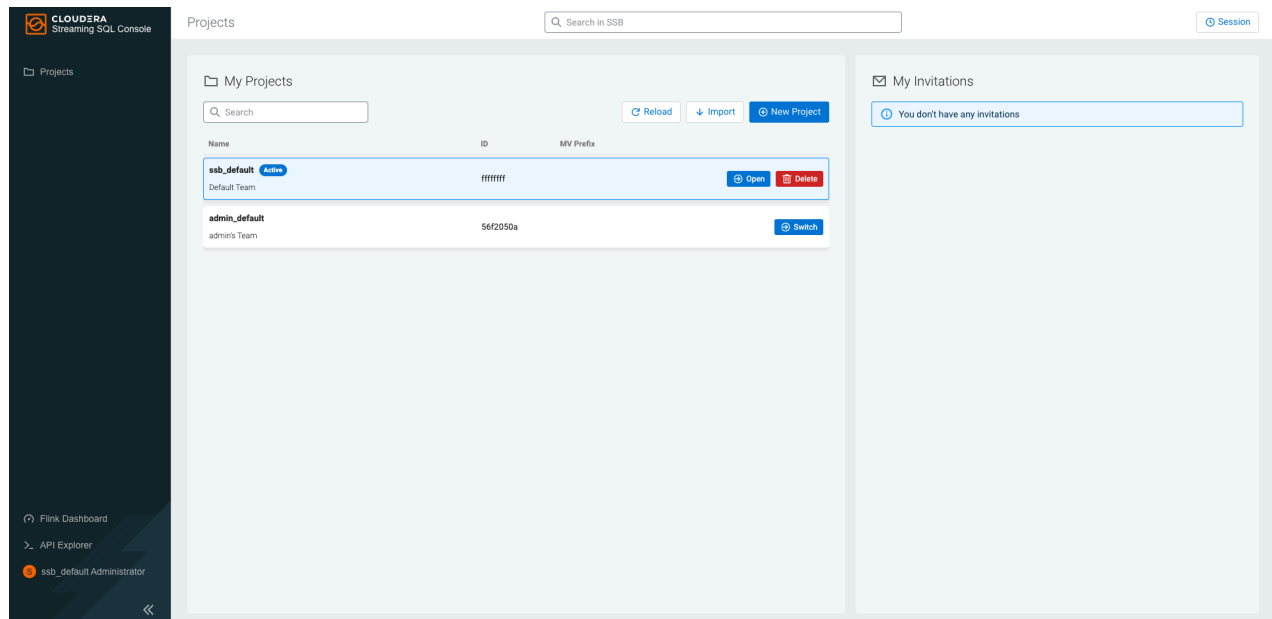 CLOUDERA
Streaming SQL Console
Projects
Search in SSB
Session
Projects
My Projects
Search
Reload
Import
New Project
Name ID MV Prefix
ssb_default Active
Default Team
ffffffff
Open
Delete
admin_default
admin's Team
56f2050a
Switch
My Invitations
You don't have any invitations
Flink Dashboard
API Explorer
S ssb_default Administrator